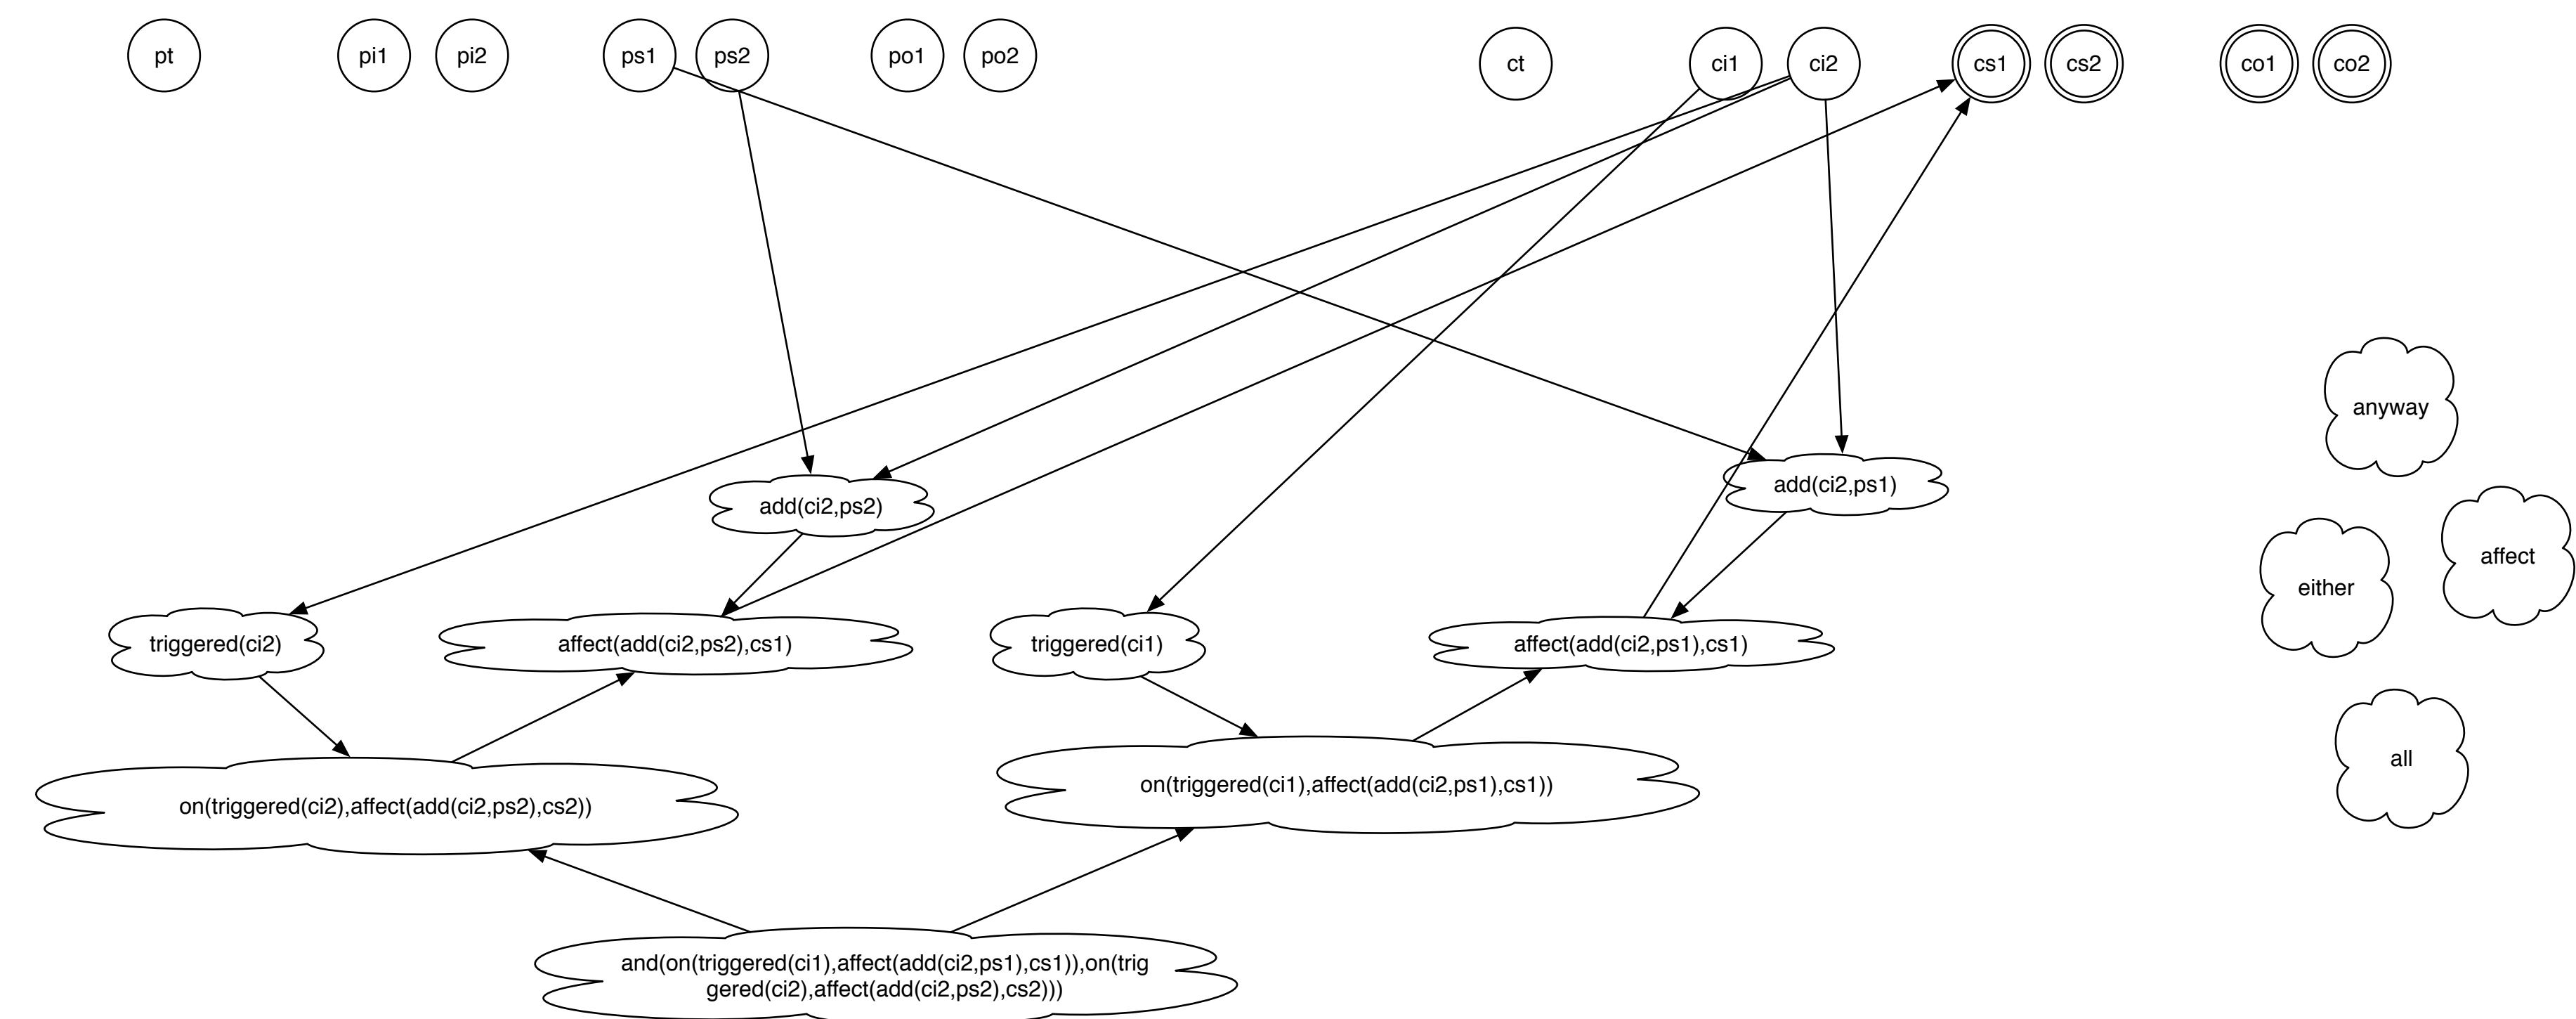 pt
pi1
pi2
ps1
ps2
po1
po2
ct
ci1
ci2
cs1
cs2
co1
co2
anyway
add(ci2,ps1)
add(ci2,ps2)
affect
either
triggered(ci2)
affect(add(ci2,ps2),cs1)
triggered(ci1)
affect(add(ci2,ps1),cs1)
all
on(triggered(ci1),affect(add(ci2,ps1),cs1))
on(triggered(ci2),affect(add(ci2,ps2),cs2))
and(on(triggered(ci1),affect(add(ci2,ps1),cs1)),on(trig
gered(ci2),affect(add(ci2,ps2),cs2)))